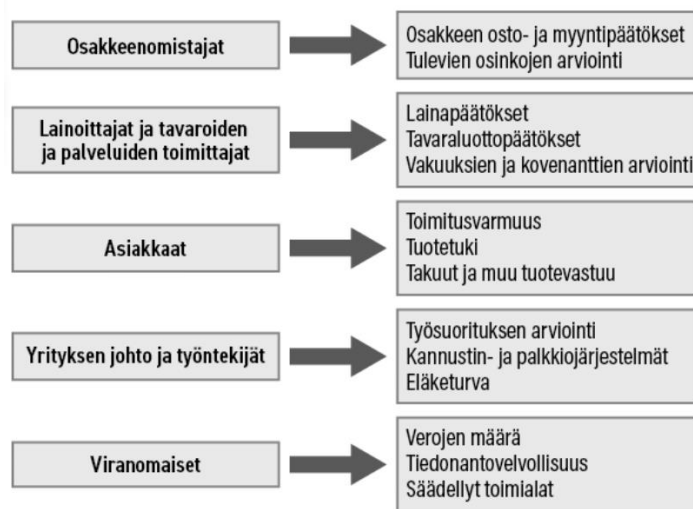 Osakkeenomistajat
Osakkeen osto- ja myyntipäätökset
Tulevien osinkojen arviointi
Lainoittajat ja tavaroiden
ja palveluiden toimittajat
Lainapäätökset
Tavaraluottopäätökset
Vakuuksien ja kovenanttien arviointi
Asiakkaat
Toimitusvarmuus
Tuotetuki
Takuut ja muu tuotevastuu
Yrityksen johto ja työntekijät
Työsuorituksen arviointi
Kannustin- ja palkkiojärjestelmät
Eläketurva
Viranomaiset
Verojen määrä
Tiedonantovelvollisuus
Säädellyt toimialat